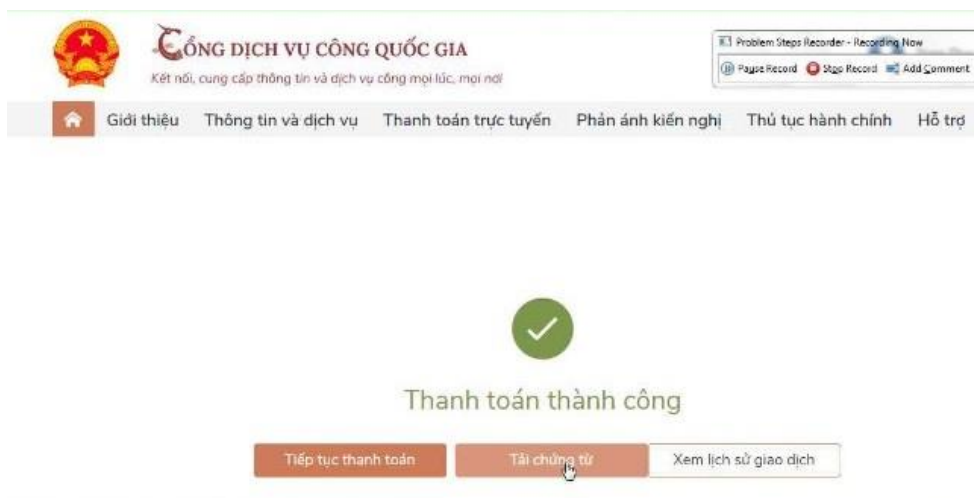 CỔNG DỊCH VỤ CÔNG QUỐC GIA
Kết nối, cung cấp thông tin và dịch vụ công mọi lúc, mọi nơi
Problem Steps Recorder - Recording Now
Pause Record Stop Record Add Comment
Giới thiệu Thông tin và dịch vụ Thanh toán trực tuyến Phản ánh kiến nghị Thủ tục hành chính Hỗ trợ
Thanh toán thành công
Tiếp tục thanh toán Tải chứng từ Xem lịch sử giao dịch